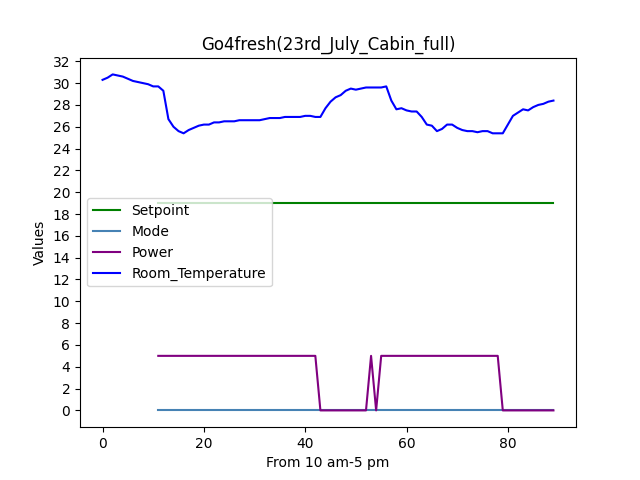 Go4fresh(23rd_July_Cabin_full)
32
30
28
26
24
22
20
18
16
14
12
10
8
6
4
2
0
Values
Setpoint
Mode
Power
Room_Temperature
0 20 40 60 80
From 10 am-5 pm